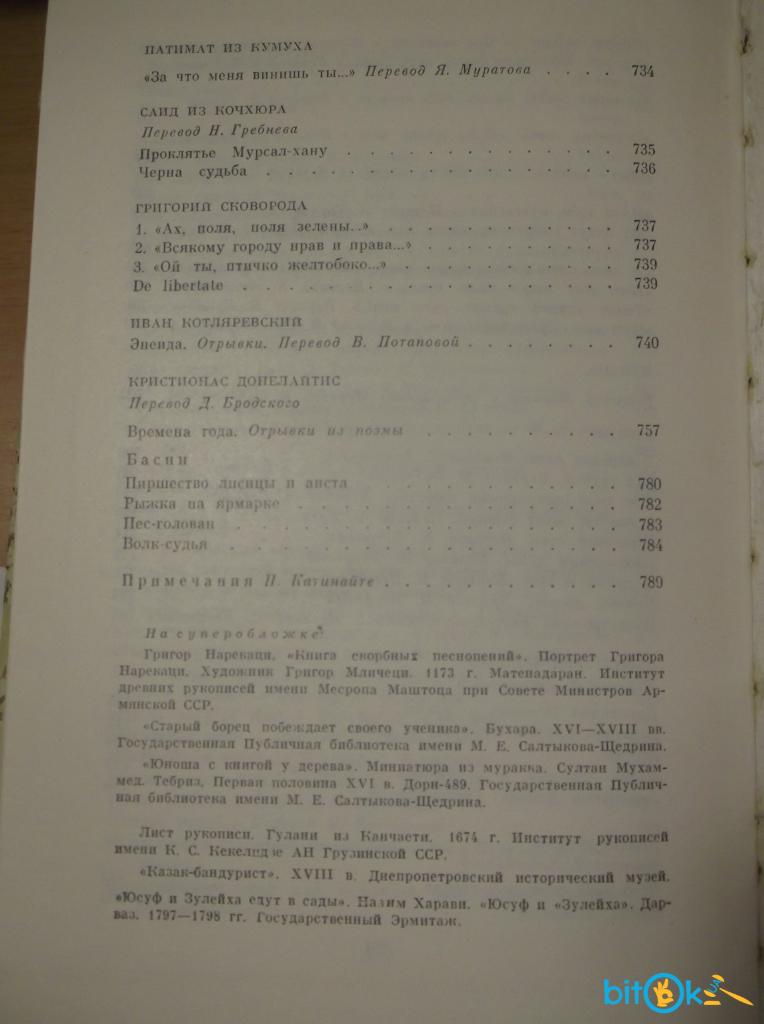 ПАТИМАТ ИЗ КУМУХА
«За что меня винишь ты...» Перевод Я. Муратова . . . . 734
САИД ИЗ КОЧХЮРА
Перевод Н. Гребнева
Проклятье Мурсал-хану . . . . . . . . . . . 735
Черна судьба . . . . . . . . . . . . . . 736
ГРИГОРИЙ СКОВОРОДА
1. «Ах, поля, поля зелены...» . . . . . . . . . . 737
2. «Всякому городу нрав и права...» . . . . . . . . 737
3. «Ой ты, птичко желтобоко...» . . . . . . . . . 739
De libertate . . . . . . . . . . . . . . . 739
ИВАН КОТЛЯРЕВСКИЙ
Энеида. Отрывки. Перевод В. Потаповой . . . . . . . 740
КРИСТИОНАС ДОНЕЛАЙТИС
Перевод Д. Бродского
Времена года. Отрывки из поэмы . . . . . . . . 757
Басни
Пиршество лисицы и аиста . . . . . . . . . . . 780
Рыжка на ярмарке . . . . . . . . . . . . . 782
Пес-голован . . . . . . . . . . . . . . . 783
Волк-судья . . . . . . . . . . . . . . . 784
Примечания П. Катинайте . . . . . . . . . . 789
На суперобложке:
Григор Нарекаци. «Книга скорбных песнопений». Портрет Григора
Нарекаци. Художник Григор Мличеци. 1173 г. Матенадаран. Институт
древних рукописей имени Месропа Маштоца при Совете Министров Ар-
мянской ССР.
«Старый борец побеждает своего ученика». Бухара. XVI—XVIII вв.
Государственная Публичная библиотека имени М. Е. Салтыкова-Щедрина.
«Юноша с книгой у дерева». Миниатюра из муракка. Султан Мухам-
мед. Тебриз. Первая половина XVI в. Дорн-489. Государственная Публич-
ная библиотека имени М. Е. Салтыкова-Щедрина.
Лист рукописи. Гулани из Канчаети. 1674 г. Институт рукописей
имени К. С. Кекелидзе АН Грузинской ССР.
«Казак-бандурист». XVIII в. Днепропетровский исторический музей.
«Юсуф и Зулейха едут в сады». Назим Харави. «Юсуф и «Зулейха». Дар-
ваз. 1797—1798 гг. Государственный Эрмитаж.
bitok.ua